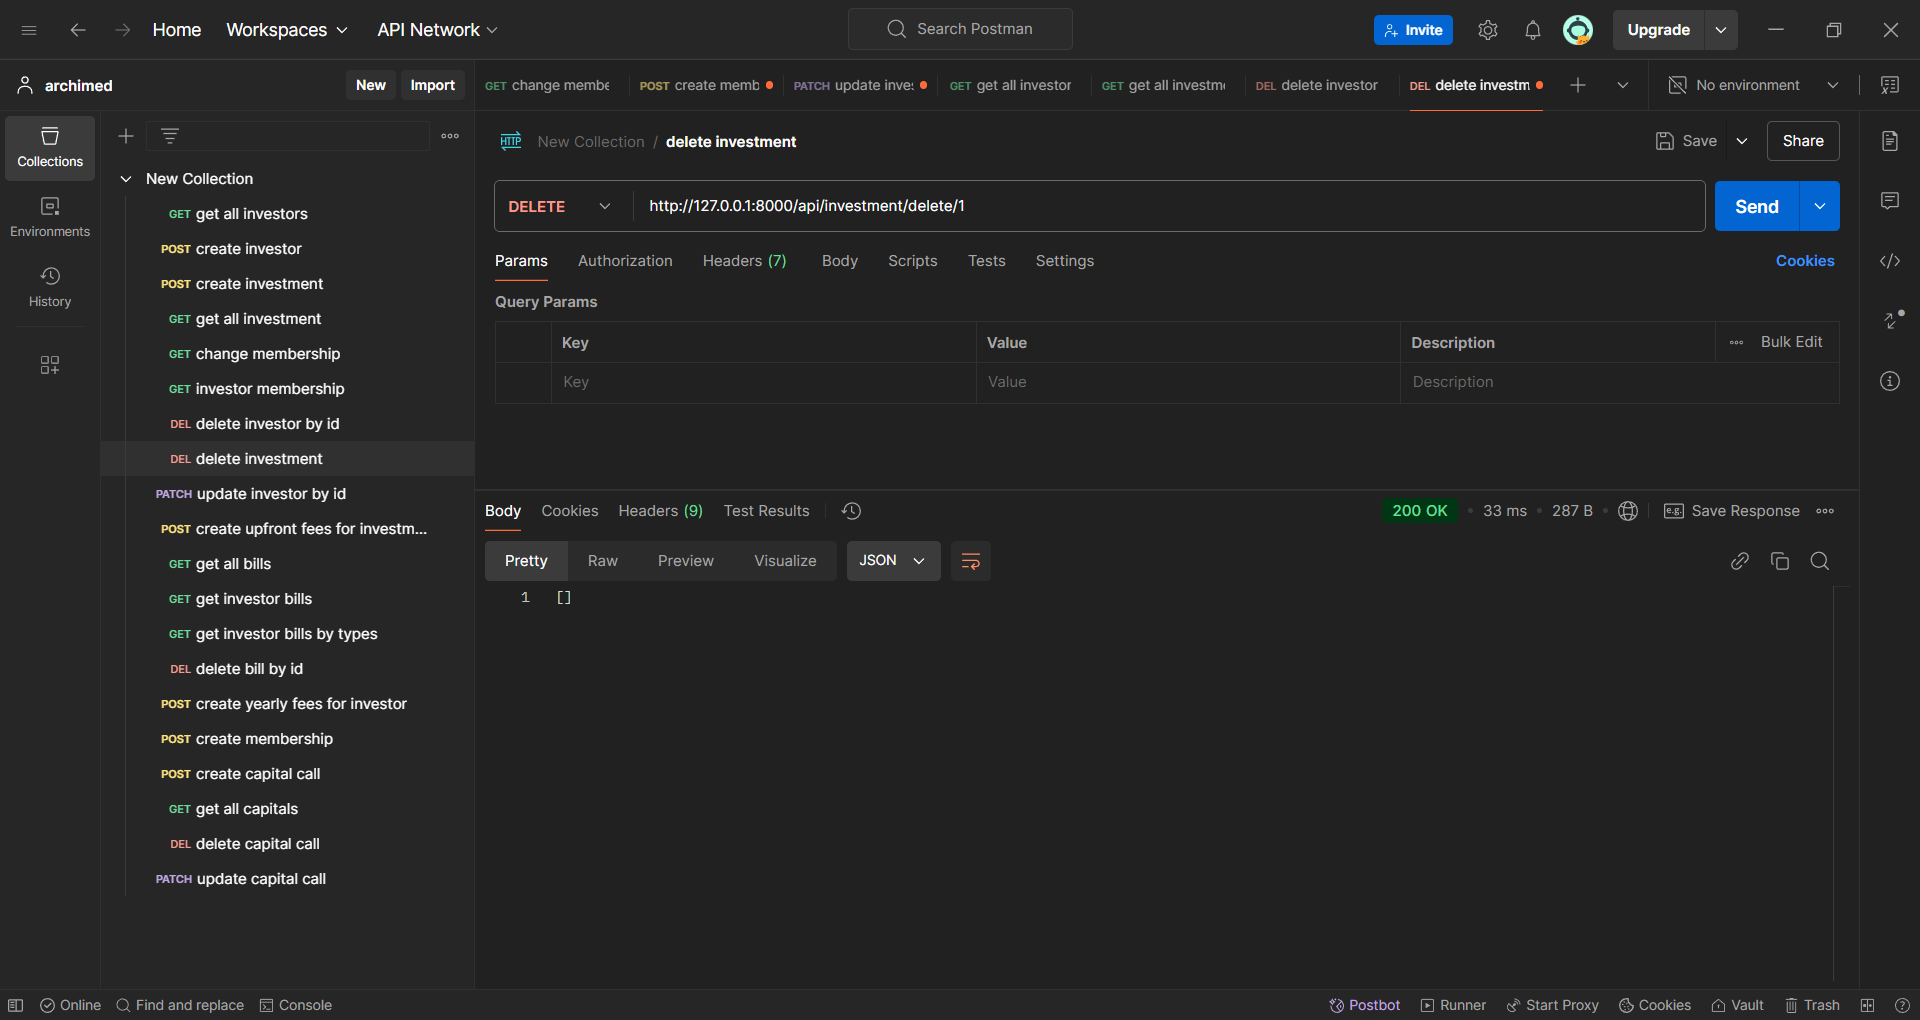 Home Workspaces API Network Search Postman Invite Upgrade
archimed New Import GET change membe POST create memb PATCH update inves GET get all investor GET get all investme DEL delete investor DEL delete investm No environment
Collections
Environments
History
New Collection
GET get all investors
POST create investor
POST create investment
GET get all investment
GET change membership
GET investor membership
DEL delete investor by id
DEL delete investment
PATCH update investor by id
POST create upfront fees for investm...
GET get all bills
GET get investor bills
GET get investor bills by types
DEL delete bill by id
POST create yearly fees for investor
POST create membership
POST create capital call
GET get all capitals
DEL delete capital call
PATCH update capital call
HTTP New Collection / delete investment Save Share
DELETE http://127.0.0.1:8000/api/investment/delete/1 Send
Params Authorization Headers (7) Body Scripts Tests Settings Cookies
Query Params
Key Value Description Bulk Edit
Key Value Description
Body Cookies Headers (9) Test Results 200 OK 33 ms 287 B e.g. Save Response
Pretty Raw Preview Visualize JSON
1 []
Online Find and replace Console Postbot Runner Start Proxy Cookies Vault Trash